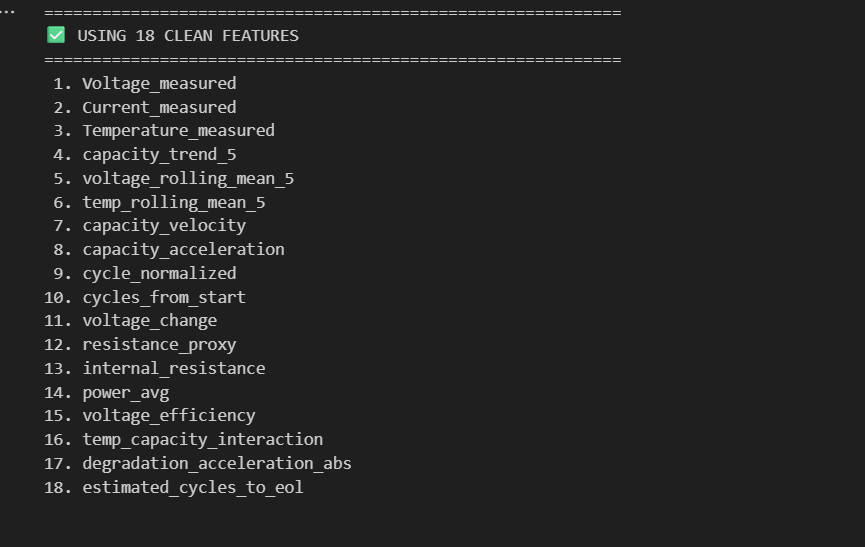 ...
============================================================
✅ USING 18 CLEAN FEATURES
============================================================
 1. Voltage_measured
 2. Current_measured
 3. Temperature_measured
 4. capacity_trend_5
 5. voltage_rolling_mean_5
 6. temp_rolling_mean_5
 7. capacity_velocity
 8. capacity_acceleration
 9. cycle_normalized
10. cycles_from_start
11. voltage_change
12. resistance_proxy
13. internal_resistance
14. power_avg
15. voltage_efficiency
16. temp_capacity_interaction
17. degradation_acceleration_abs
18. estimated_cycles_to_eol